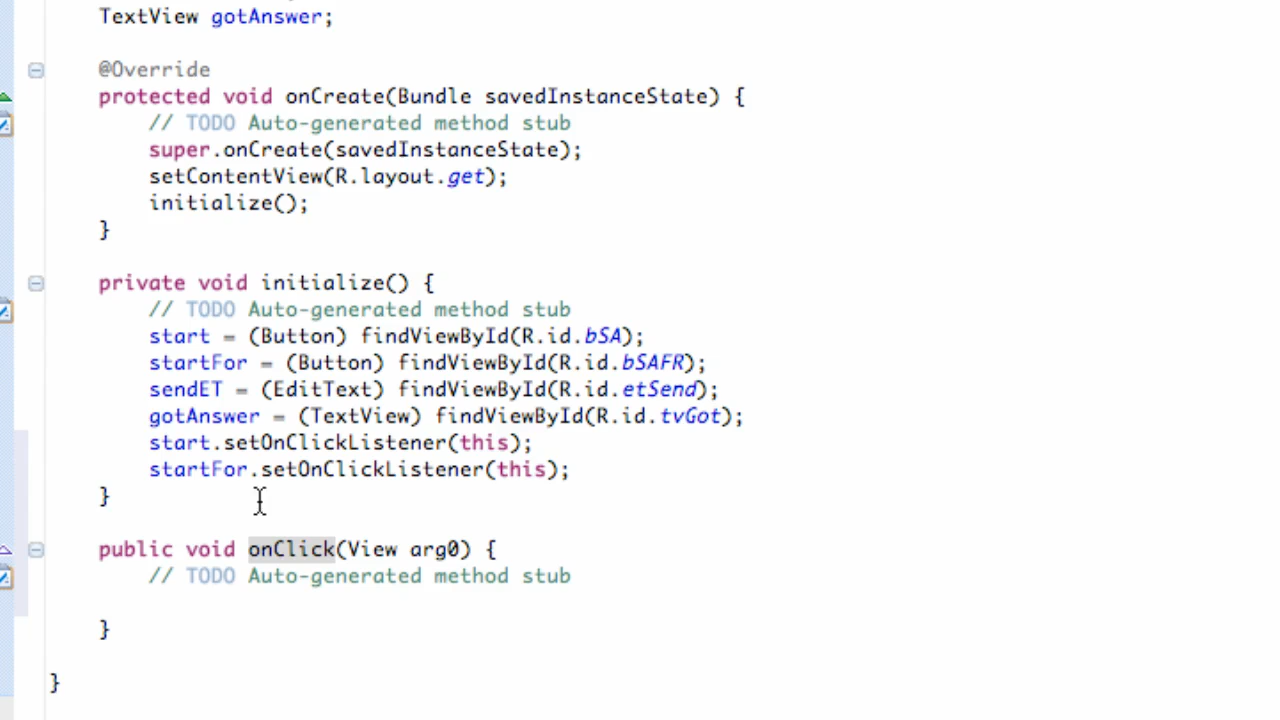 TextView gotAnswer;
@Override
protected void onCreate(Bundle savedInstanceState) {
// TODO Auto-generated method stub
super.onCreate(savedInstanceState);
setContentView(R.layout.get);
initialize();
}
private void initialize() {
// TODO Auto-generated method stub
start = (Button) findViewById(R.id.bSA);
startFor = (Button) findViewById(R.id.bSAFR);
sendET = (EditText) findViewById(R.id.etSend);
gotAnswer = (TextView) findViewById(R.id.tvGot);
start.setOnClickListener(this);
startFor.setOnClickListener(this);
}
public void onClick(View arg0) {
// TODO Auto-generated method stub
}
}